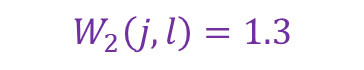 W₂(j, l) = 1.3